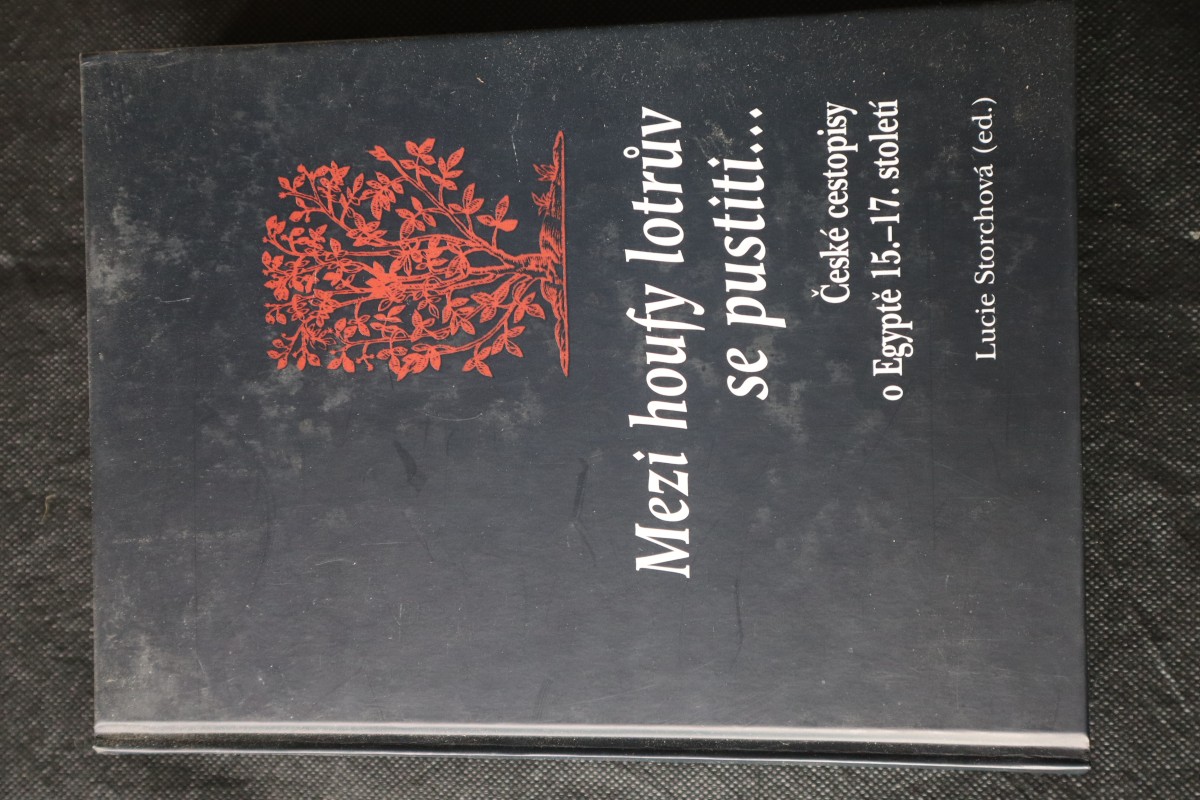 Mezi houfy lotrův
se pustiti...
České cestopisy
o Egyptě 15.–17. století
Lucie Storchová (ed.)